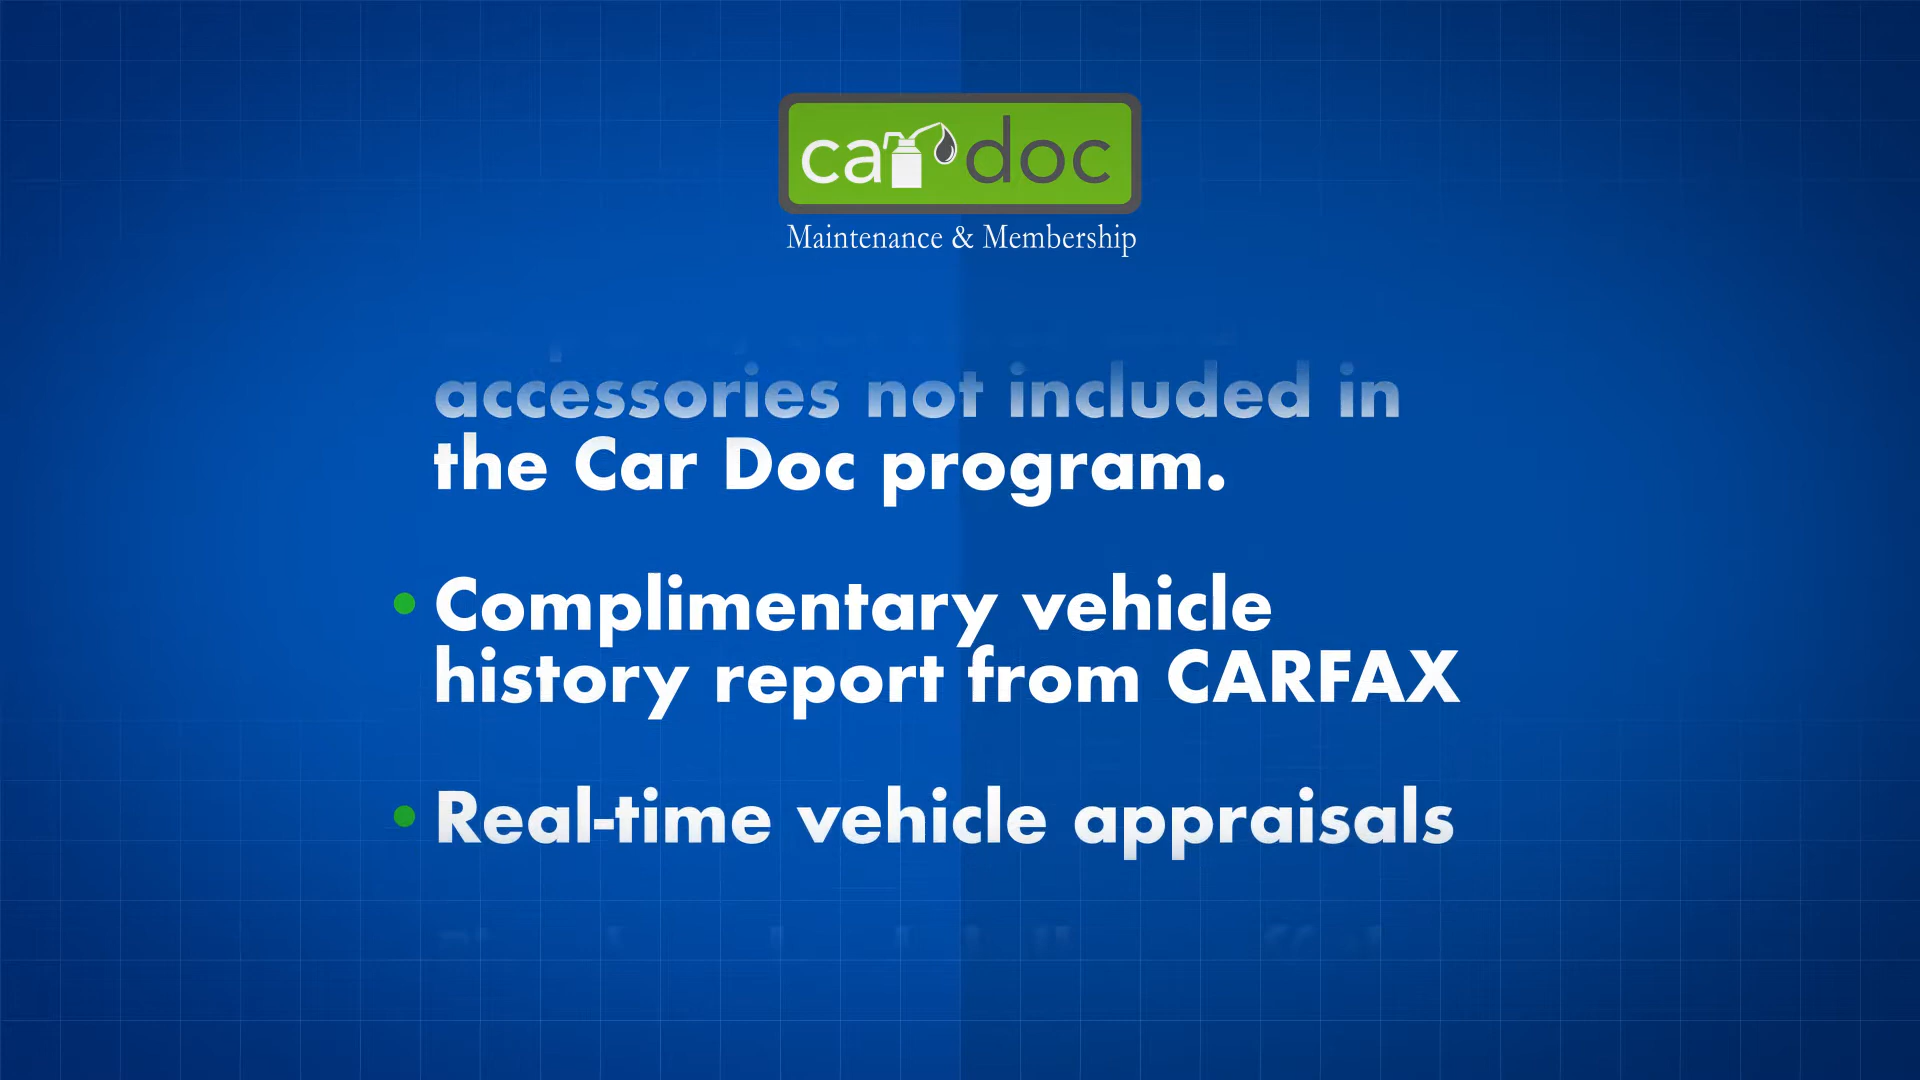 car doc
Maintenance & Membership
accessories not included in
the Car Doc program.
• Complimentary vehicle
history report from CARFAX
• Real-time vehicle appraisals